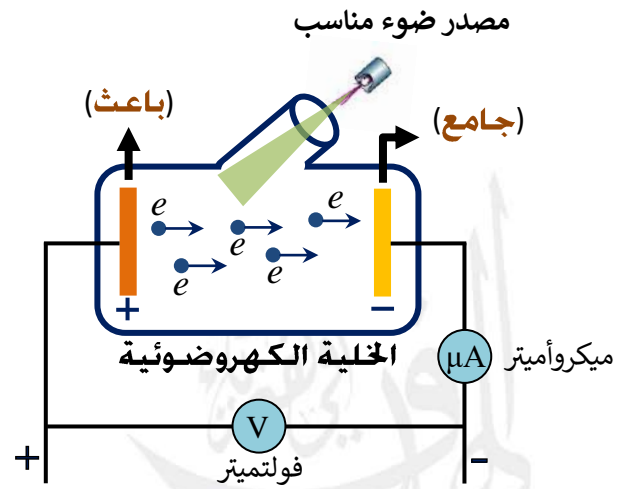 مصدر ضوء مناسب
(باعث)
(جامع)
e
e
e
e
e
+
−
الخلية الكهروضوئية
μA
ميكروأميتر
V
فولتميتر
+
−